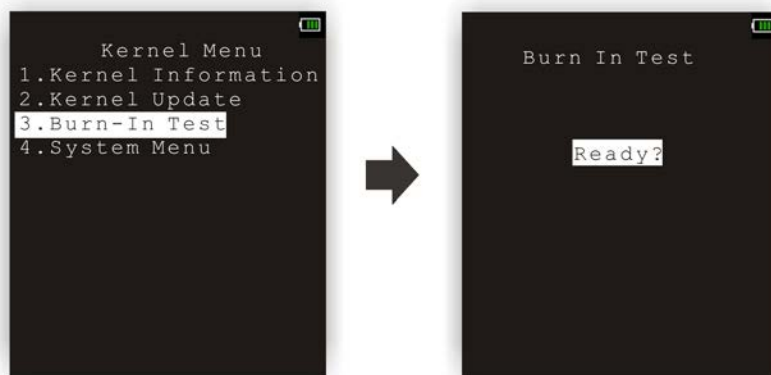 Kernel Menu
1.Kernel Information
2.Kernel Update
3.Burn-In Test
4.System Menu
Burn In Test
Ready?